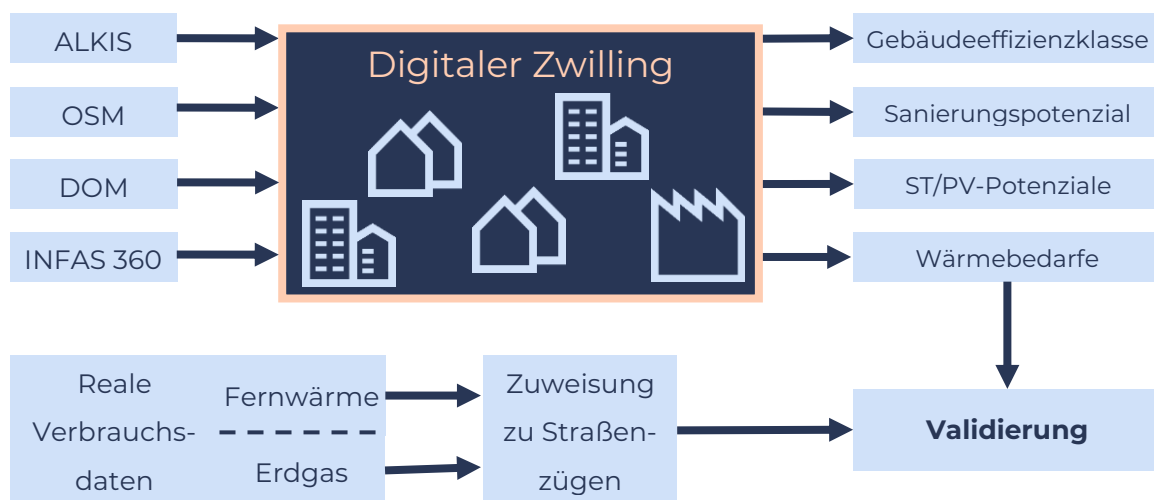 ALKIS
OSM
DOM
INFAS 360
Digitaler Zwilling
Gebäudeeffizienzklasse
Sanierungspotenzial
ST/PV-Potenziale
Wärmebedarfe
Reale
Verbrauchs-
daten
Fernwärme
Erdgas
Zuweisung
zu Straßen-
zügen
Validierung